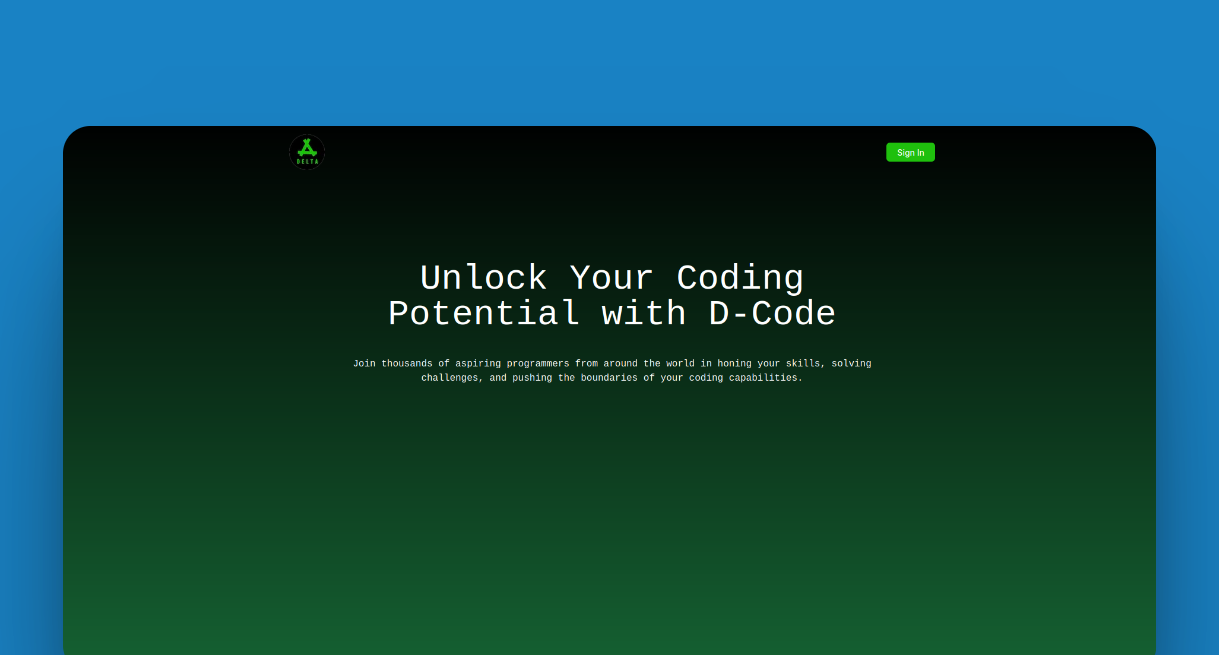 DELTA
Sign In
Unlock Your Coding
Potential with D-Code
Join thousands of aspiring programmers from around the world in honing your skills, solving
challenges, and pushing the boundaries of your coding capabilities.